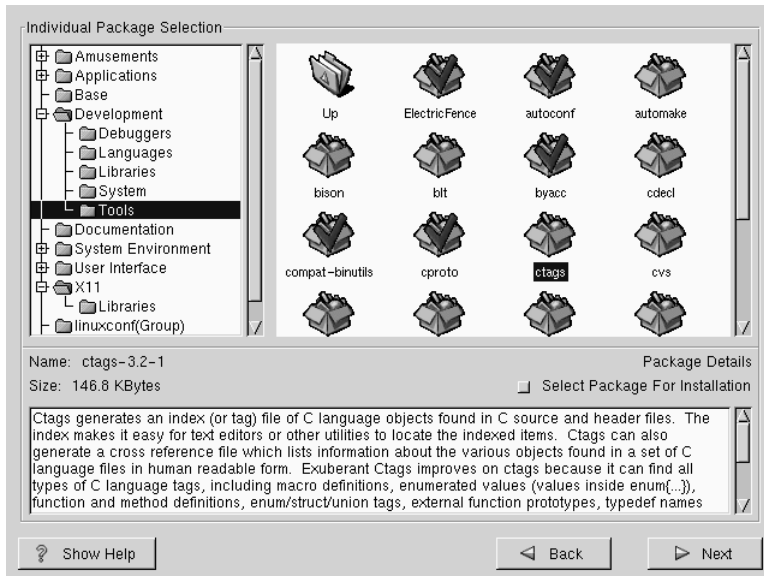 Individual Package Selection
Amusements
Applications
Base
Development
Debuggers
Languages
Libraries
System
Tools
Documentation
System Environment
User Interface
X11
Libraries
linuxconf(Group)
Up
ElectricFence
autoconf
automake
bison
blt
byacc
cdecl
compat-binutils
cproto
ctags
cvs
Name: ctags-3.2-1
Package Details
Size: 146.8 KBytes
Select Package For Installation
Ctags generates an index (or tag) file of C language objects found in C source and header files. The
index makes it easy for text editors or other utilities to locate the indexed items. Ctags can also
generate a cross reference file which lists information about the various objects found in a set of C
language files in human readable form. Exuberant Ctags improves on ctags because it can find all
types of C language tags, including macro definitions, enumerated values (values inside enum{...}),
function and method definitions, enum/struct/union tags, external function prototypes, typedef names
Show Help
Back
Next